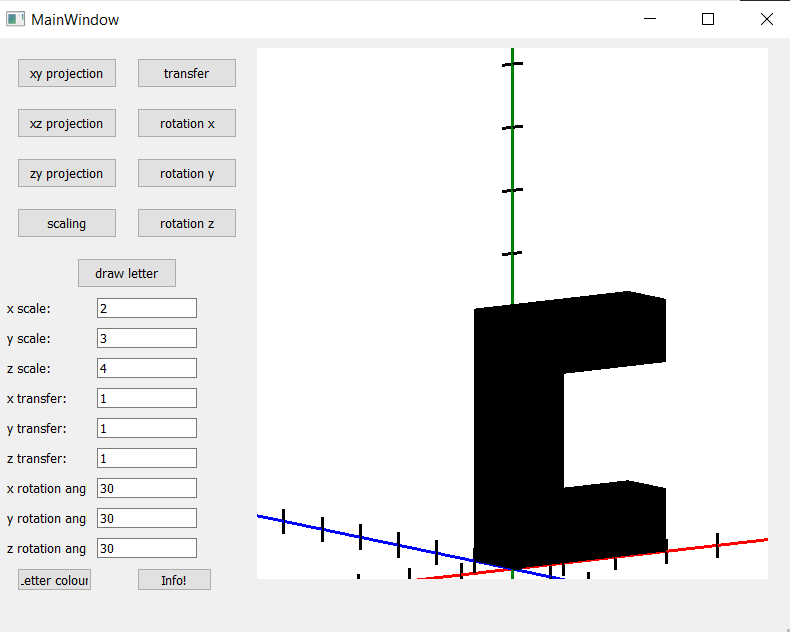 MainWindow
xy projection transfer
xz projection rotation x
zy projection rotation y
scaling rotation z
draw letter
x scale: 2
y scale: 3
z scale: 4
x transfer: 1
y transfer: 1
z transfer: 1
x rotation ang 30
y rotation ang 30
z rotation ang 30
etter colour Info!